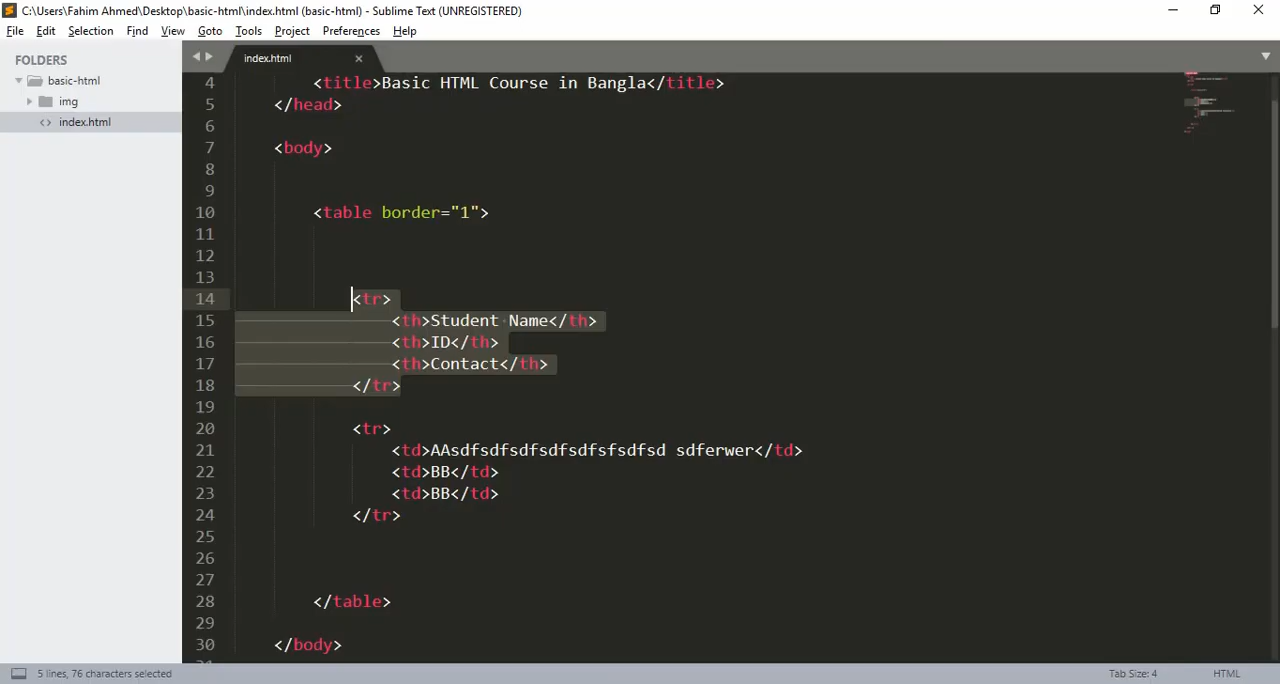 C:\Users\Fahim Ahmed\Desktop\basic-html\index.html (basic-html) - Sublime Text (UNREGISTERED)
File Edit Selection Find View Goto Tools Project Preferences Help
FOLDERS
basic-html
img
index.html
index.html
4 <title>Basic HTML Course in Bangla</title>
5 </head>
6
7 <body>
8
9
10 <table border="1">
11
12
13
14 <tr>
15 <th>Student Name</th>
16 <th>ID</th>
17 <th>Contact</th>
18 </tr>
19
20 <tr>
21 <td>AAsdfsdfsdfsdfsdfsfsdfsd sdferwer</td>
22 <td>BB</td>
23 <td>BB</td>
24 </tr>
25
26
27
28 </table>
29
30 </body>
5 lines, 76 characters selected
Tab Size: 4
HTML